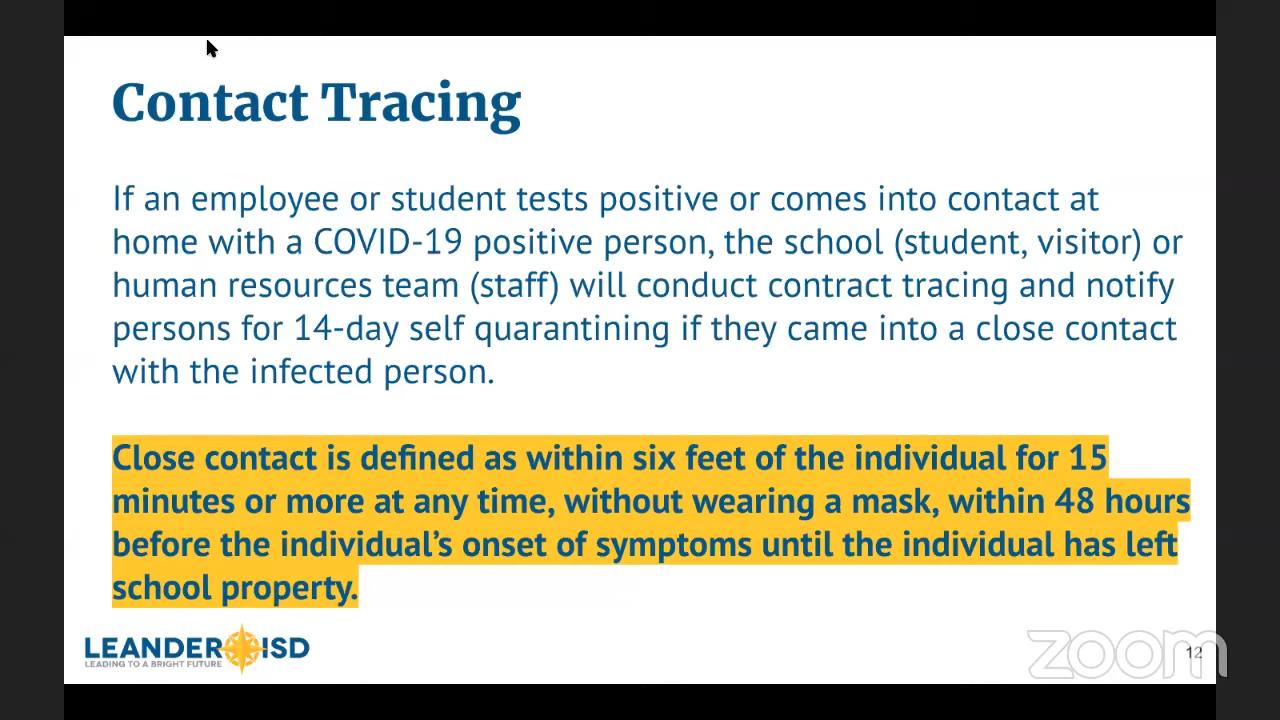 Contact Tracing
If an employee or student tests positive or comes into contact at
home with a COVID-19 positive person, the school (student, visitor) or
human resources team (staff) will conduct contract tracing and notify
persons for 14-day self quarantining if they came into a close contact
with the infected person.
Close contact is defined as within six feet of the individual for 15
minutes or more at any time, without wearing a mask, within 48 hours
before the individual’s onset of symptoms until the individual has left
school property.
LEANDER ISD
LEADING TO A BRIGHT FUTURE
zoom
12